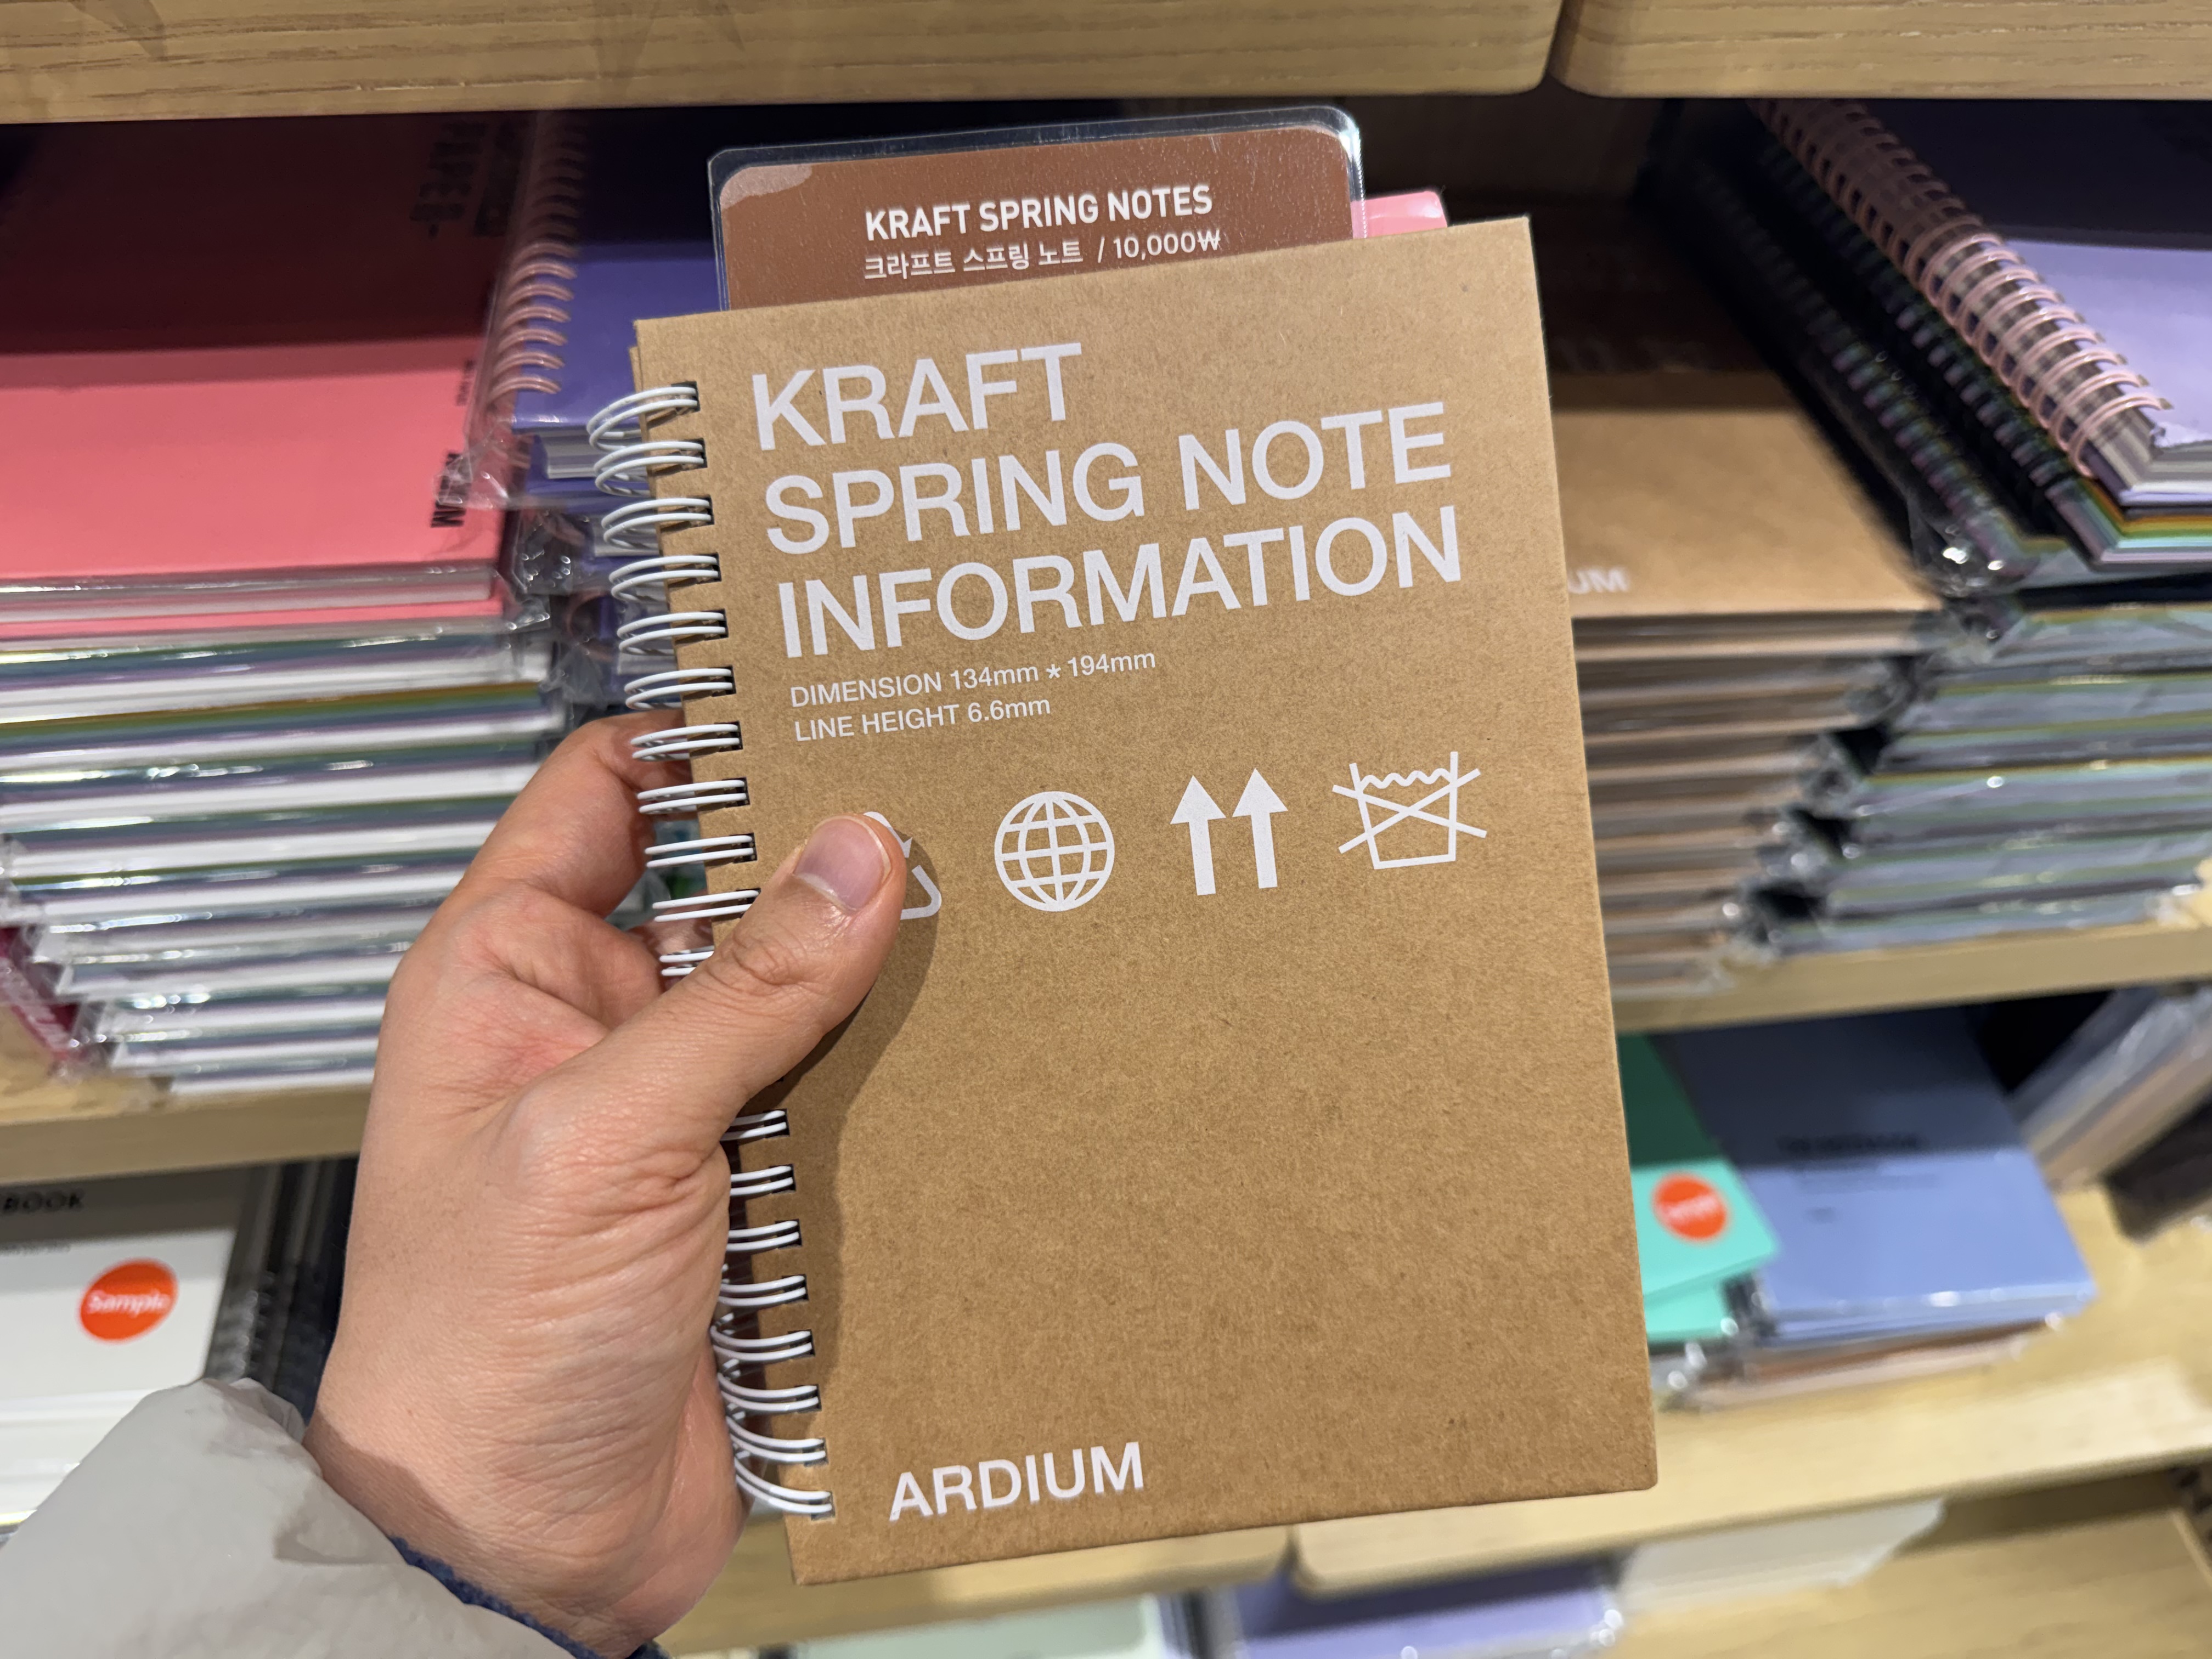 KRAFT SPRING NOTES
크라프트 스프링 노트 / 10,000₩
KRAFT
SPRING NOTE
INFORMATION
DIMENSION 134mm * 194mm
LINE HEIGHT 6.6mm
ARDIUM
Sample